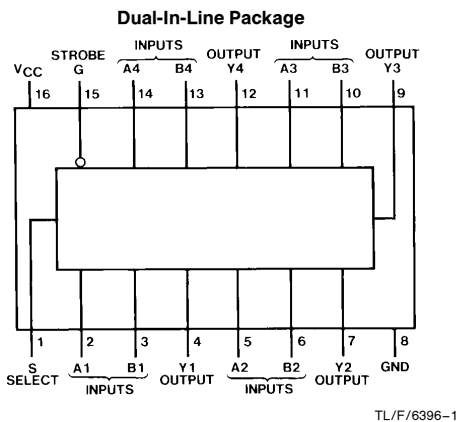 Dual-In-Line Package
STROBE INPUTS OUTPUT INPUTS OUTPUT
VCC G A4 B4 Y4 A3 B3 Y3
16 15 14 13 12 11 10 9
1 2 3 4 5 6 7 8
S A1 B1 Y1 A2 B2 Y2 GND
SELECT INPUTS OUTPUT INPUTS OUTPUT
TL/F/6396–1